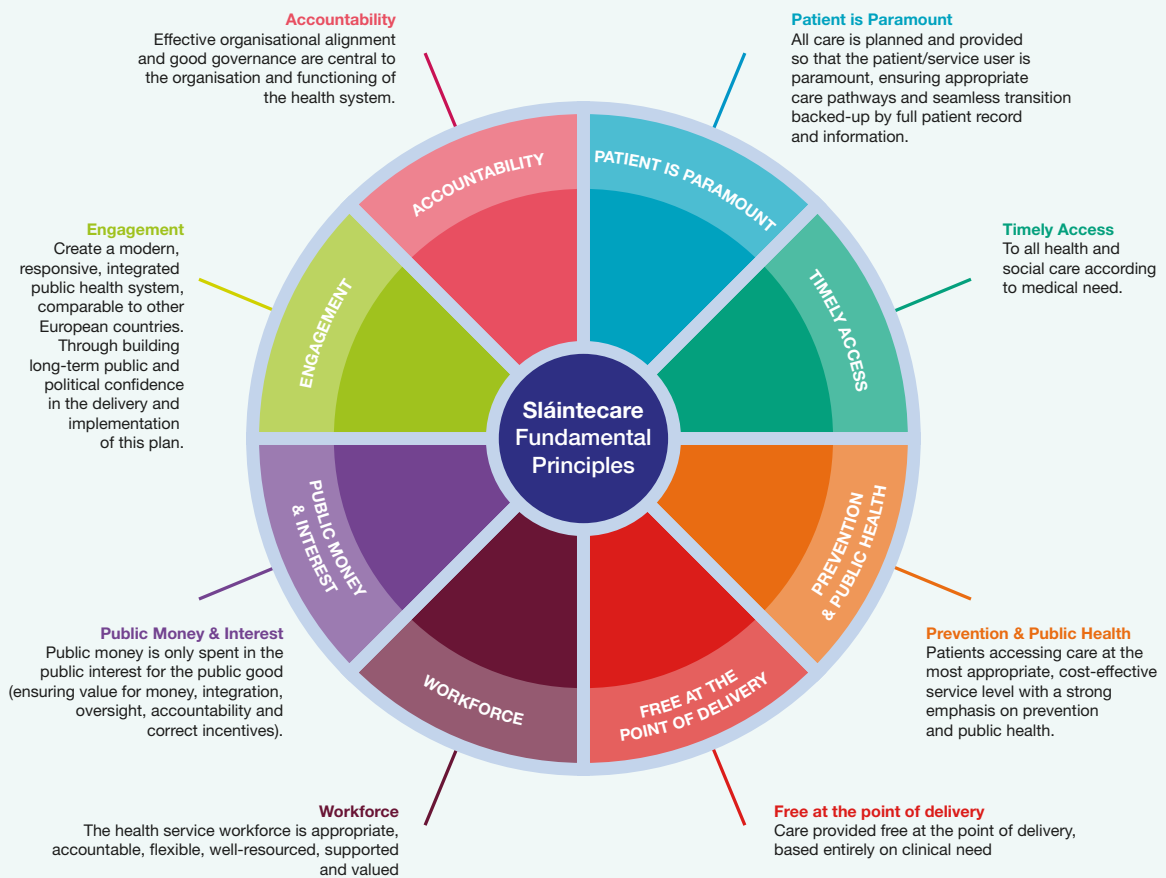 Accountability
Effective organisational alignment
and good governance are central to
the organisation and functioning of
the health system.
Patient is Paramount
All care is planned and provided
so that the patient/service user is
paramount, ensuring appropriate
care pathways and seamless transition
backed-up by full patient record
and information.
Engagement
Create a modern,
responsive, integrated
public health system,
comparable to other
European countries.
Through building
long-term public and
political confidence
in the delivery and
implementation
of this plan.
Timely Access
To all health and
social care according
to medical need.
ACCOUNTABILITY
PATIENT IS PARAMOUNT
ENGAGEMENT
TIMELY ACCESS
Sláintecare
Fundamental
Principles
PUBLIC MONEY
& INTEREST
PREVENTION
& PUBLIC HEALTH
WORKFORCE
FREE AT THE
POINT OF DELIVERY
Public Money & Interest
Public money is only spent in the
public interest for the public good
(ensuring value for money, integration,
oversight, accountability and
correct incentives).
Prevention & Public Health
Patients accessing care at the
most appropriate, cost-effective
service level with a strong
emphasis on prevention
and public health.
Workforce
The health service workforce is appropriate,
accountable, flexible, well-resourced, supported
and valued
Free at the point of delivery
Care provided free at the point of delivery,
based entirely on clinical need